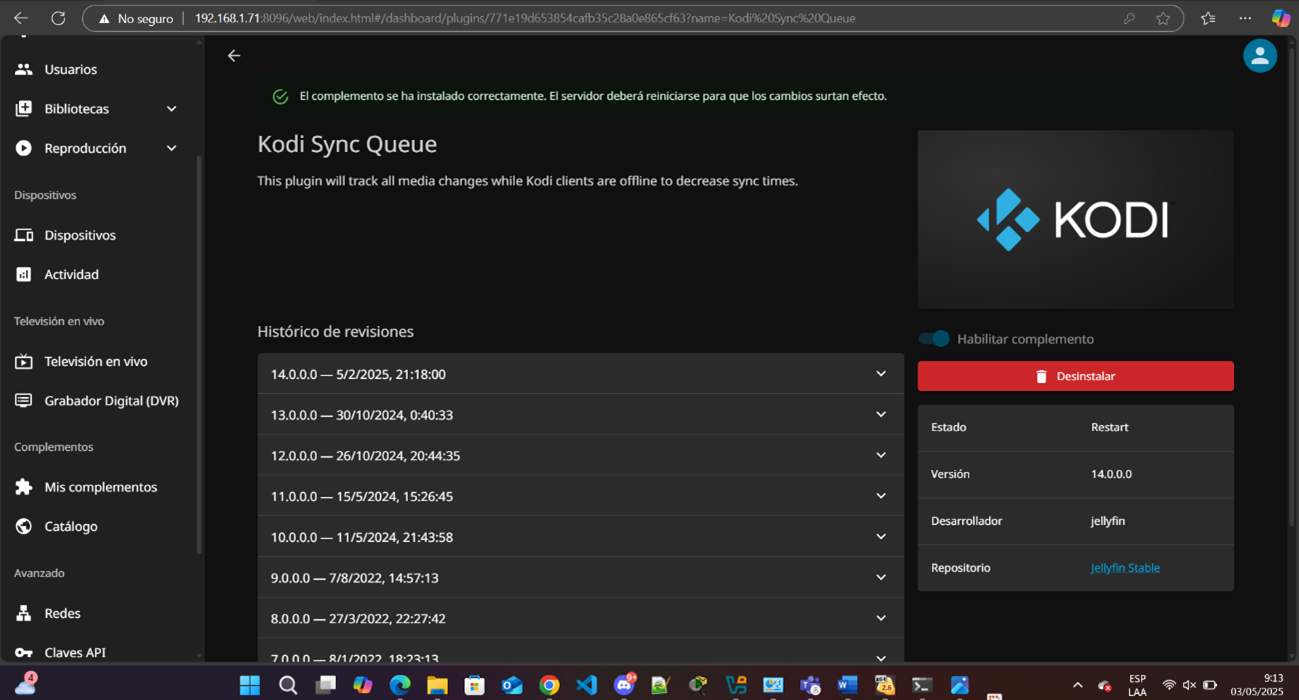 No seguro
192.168.1.71:8096/web/index.html#/dashboard/plugins/771e19d653854cafb35c28a0e865cf63?name=Kodi%20Sync%20Queue
Usuarios
Bibliotecas
Reproducción
Dispositivos
Dispositivos
Actividad
Televisión en vivo
Televisión en vivo
Grabador Digital (DVR)
Complementos
Mis complementos
Catálogo
Avanzado
Redes
Claves API
El complemento se ha instalado correctamente. El servidor deberá reiniciarse para que los cambios surtan efecto.
Kodi Sync Queue
This plugin will track all media changes while Kodi clients are offline to decrease sync times.
KODI
Histórico de revisiones
14.0.0.0 — 5/2/2025, 21:18:00
13.0.0.0 — 30/10/2024, 0:40:33
12.0.0.0 — 26/10/2024, 20:44:35
11.0.0.0 — 15/5/2024, 15:26:45
10.0.0.0 — 11/5/2024, 21:43:58
9.0.0.0 — 7/8/2022, 14:57:13
8.0.0.0 — 27/3/2022, 22:27:42
7.0.0.0 — 8/1/2022, 18:23:13
Habilitar complemento
Desinstalar
Estado Restart
Versión 14.0.0.0
Desarrollador jellyfin
Repositorio Jellyfin Stable
4
ESP
LAA
9:13
03/05/2025